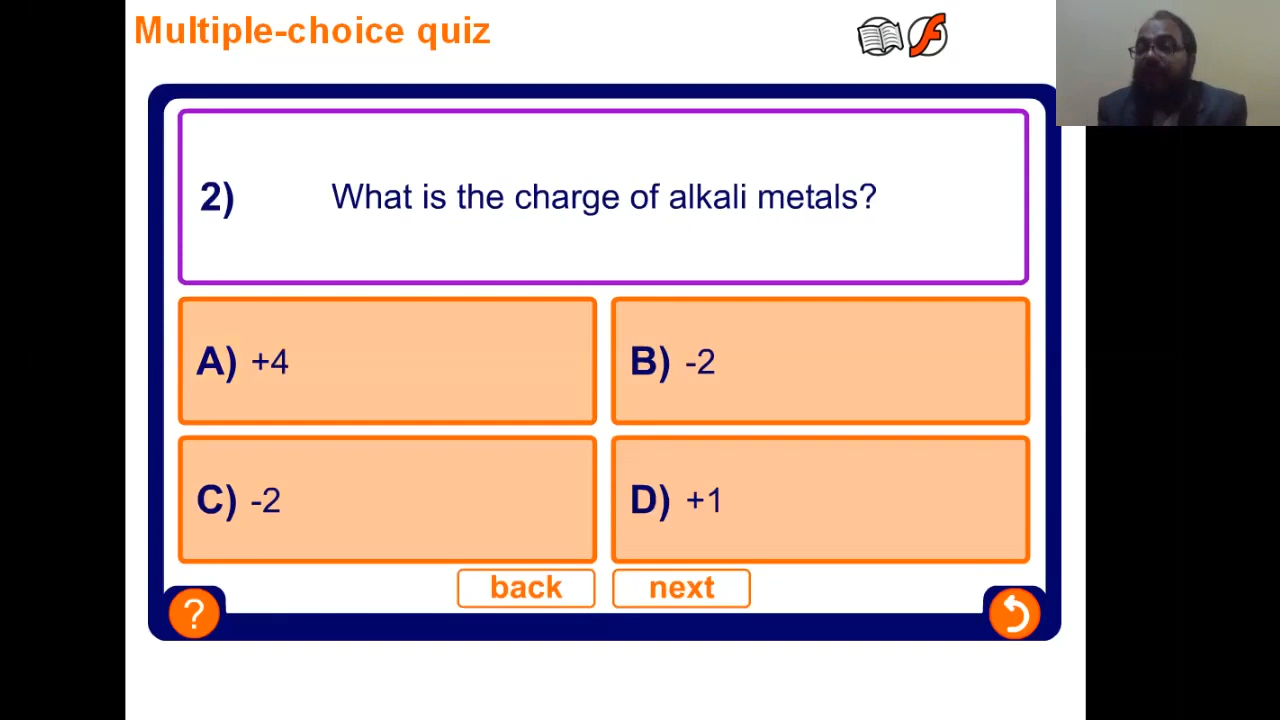 Multiple-choice quiz
2) What is the charge of alkali metals?
A) +4
B) -2
C) -2
D) +1
back
next
?